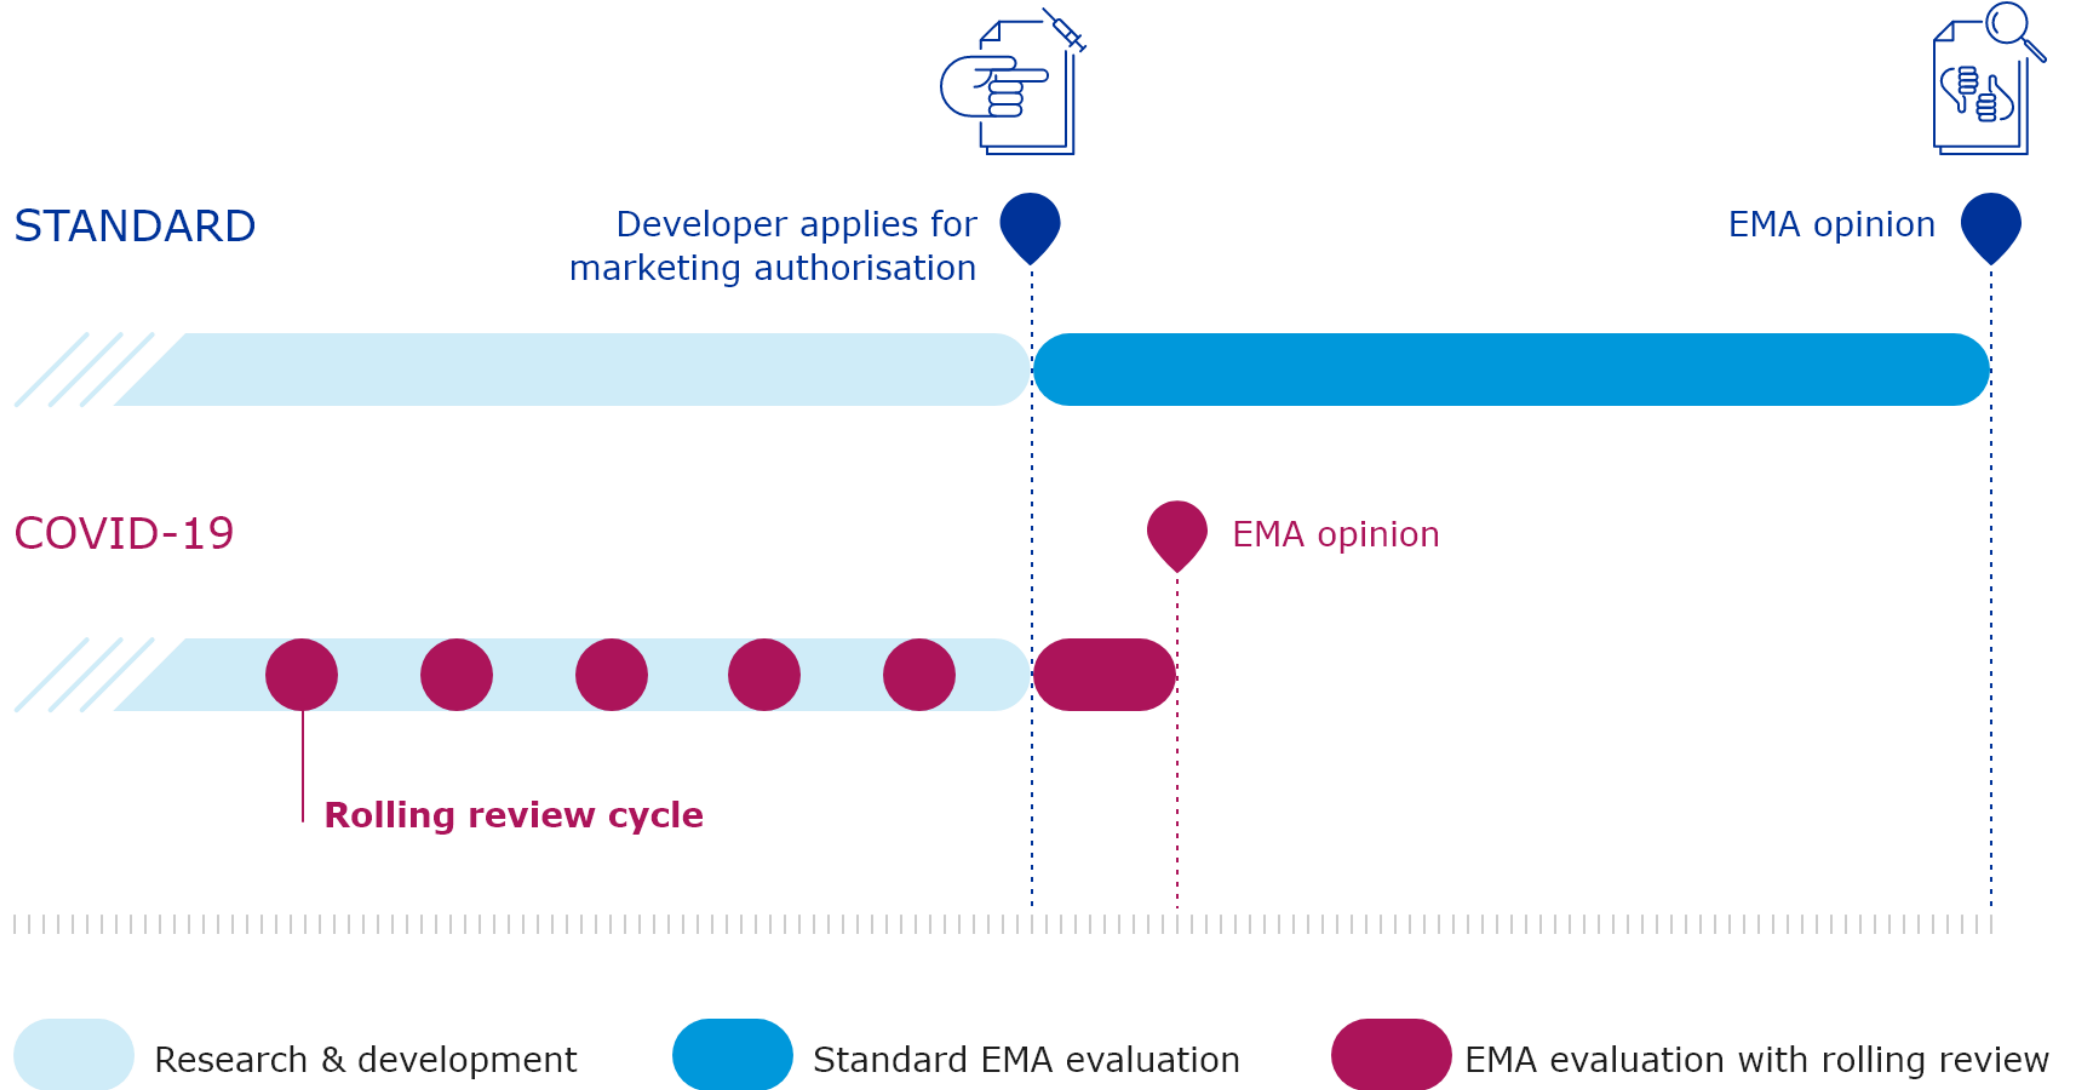 STANDARD
Developer applies for
marketing authorisation
EMA opinion
COVID-19
EMA opinion
Rolling review cycle
Research & development
Standard EMA evaluation
EMA evaluation with rolling review